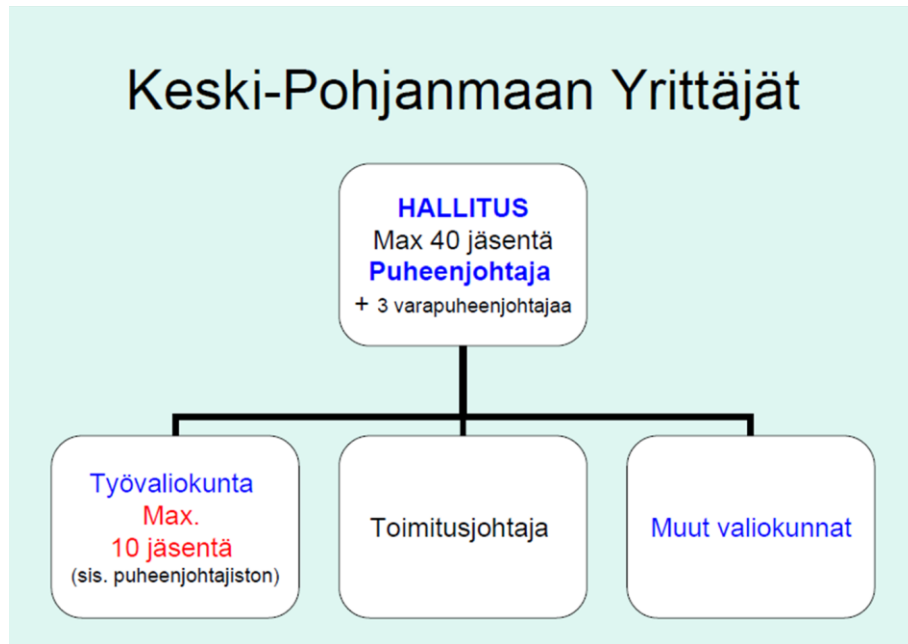 Keski-Pohjanmaan Yrittäjät
HALLITUS
Max 40 jäsentä
Puheenjohtaja
+ 3 varapuheenjohtajaa
Työvaliokunta
Max.
10 jäsentä
(sis. puheenjohtajiston)
Toimitusjohtaja
Muut valiokunnat